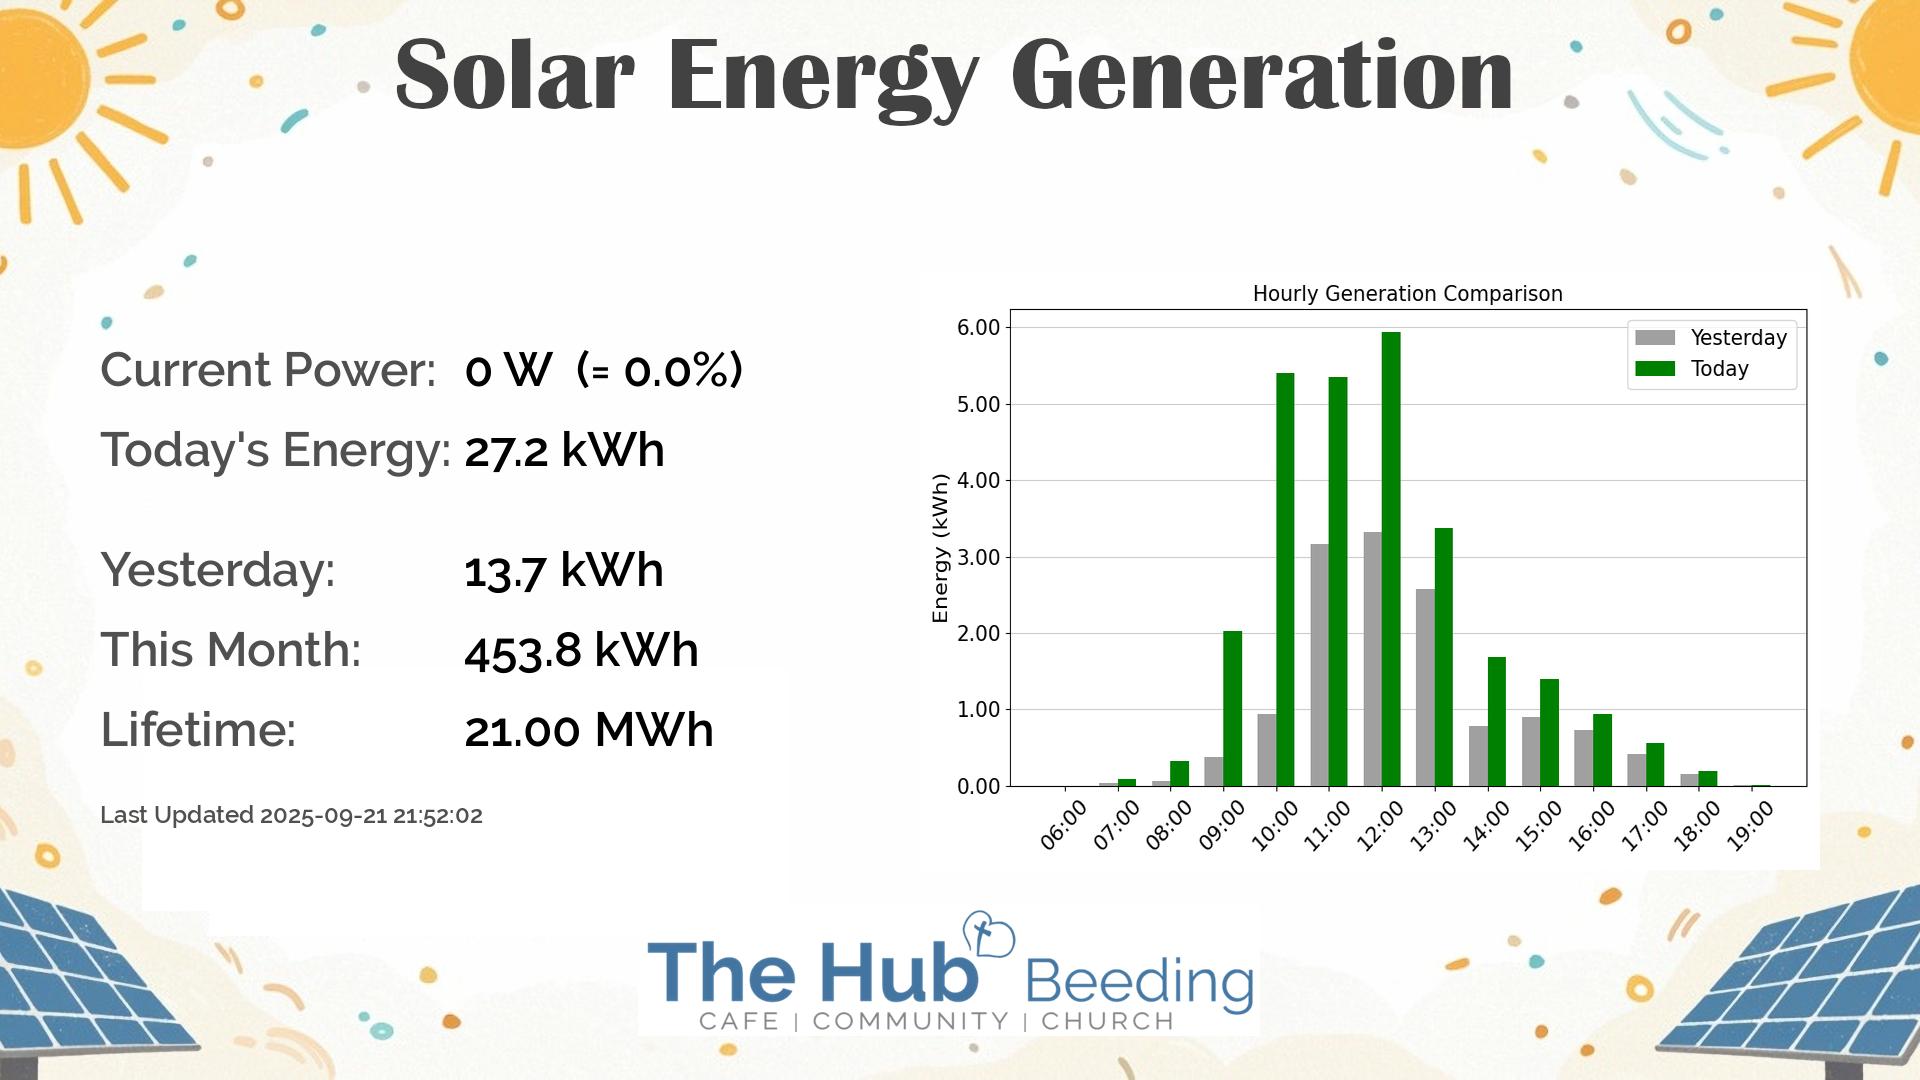 Solar Energy Generation
Current Power: 0 W (= 0.0%)
Today's Energy: 27.2 kWh
Yesterday: 13.7 kWh
This Month: 453.8 kWh
Lifetime: 21.00 MWh
Last Updated 2025-09-21 21:52:02
Hourly Generation Comparison
Yesterday
Today
Energy (kWh)
6.00
5.00
4.00
3.00
2.00
1.00
0.00
06:00 07:00 08:00 09:00 10:00 11:00 12:00 13:00 14:00 15:00 16:00 17:00 18:00 19:00
The Hub Beeding
CAFE | COMMUNITY | CHURCH